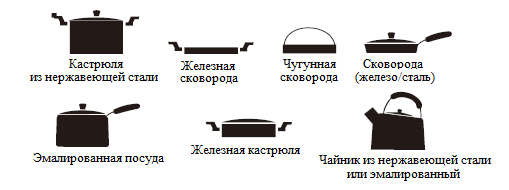 Кастрюля
из нержавеющей стали
Железная
сковорода
Чугунная
сковорода
Сковорода
(железо/сталь)
Эмалированная посуда
Железная кастрюля
Чайник из нержавеющей стали
или эмалированный